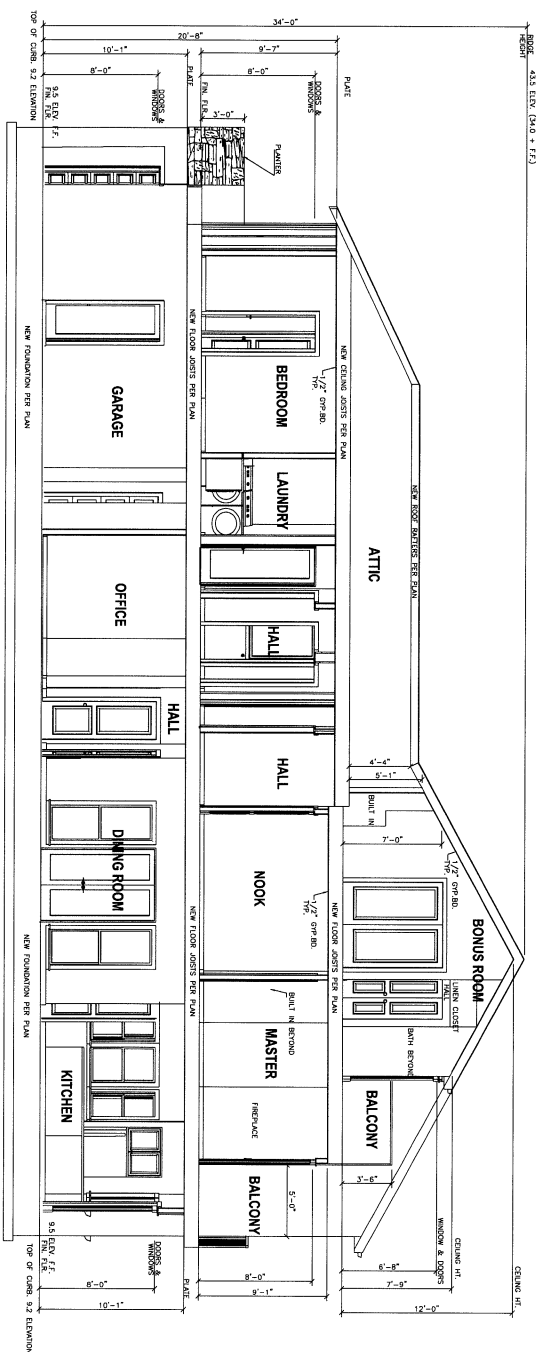 RIDGE HEIGHT 43.5 ELEV. (34.0 + F.F.)
34'-0"
20'-8"
10'-1"
9'-7"
8'-0"
8'-0"
3'-0"
TOP OF CURB. 9.2 ELEVATION
9.5 ELEV. F.F.
FIN. FLR.
DOORS &
WINDOWS
PLATE
FIN. FLR.
DOORS &
WINDOWS
PLATE
PLANTER
CEILING HT.
12'-0"
CEILING HT.
7'-9"
WINDOW & DOORS
6'-8"
3'-6"
NEW ROOF RAFTERS PER PLAN
ATTIC
4'-4"
5'-1"
BUILT IN
7'-0"
1/2" GYP.BD.
TYP.
BONUS ROOM
LINEN CLOSET
HALL
BATH BEYOND
BALCONY
NEW CEILING JOISTS PER PLAN
1/2" GYP.BD.
TYP.
NEW FLOOR JOISTS PER PLAN
1/2" GYP.BD.
TYP.
BEDROOM
LAUNDRY
HALL
HALL
NOOK
BUILT IN BEYOND
MASTER
FIREPLACE
BALCONY
5'-0"
8'-0"
9'-1"
NEW FLOOR JOISTS PER PLAN
NEW FLOOR JOISTS PER PLAN
PLATE
GARAGE
OFFICE
HALL
DINING ROOM
KITCHEN
DOORS &
WINDOWS
8'-0"
10'-1"
9.5 ELEV. F.F.
FIN. FLR.
TOP OF CURB. 9.2 ELEVATION
NEW FOUNDATION PER PLAN
NEW FOUNDATION PER PLAN